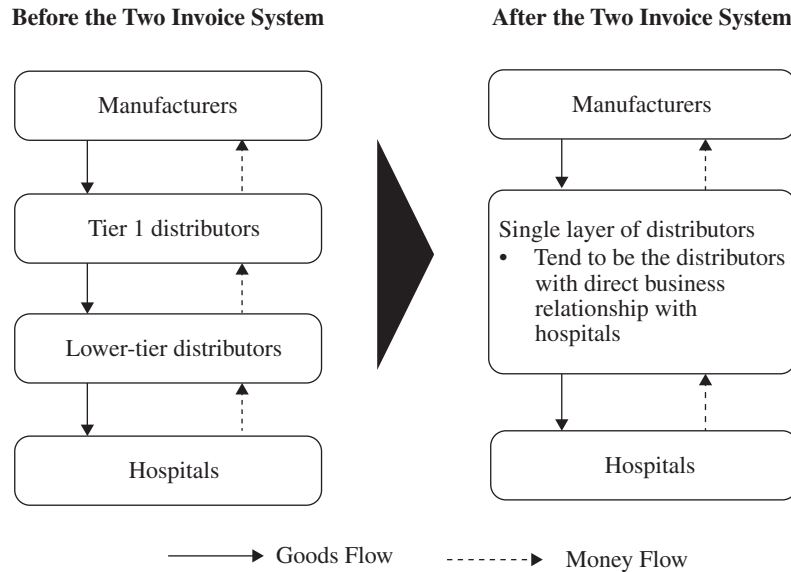 Before the Two Invoice System
Manufacturers
Tier 1 distributors
Lower-tier distributors
Hospitals
After the Two Invoice System
Manufacturers
Single layer of distributors
• Tend to be the distributors
with direct business
relationship with
hospitals
Hospitals
Goods Flow
Money Flow